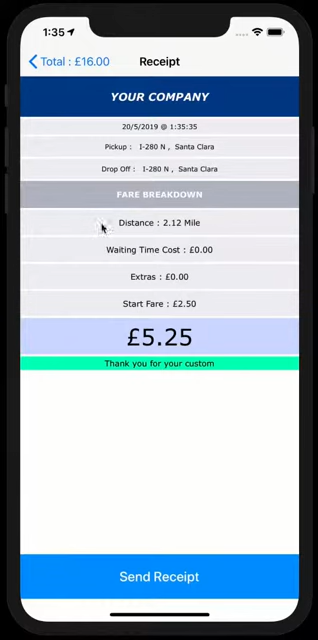 1:35
Total : £16.00
Receipt
YOUR COMPANY
20/5/2019 @ 1:35:35
Pickup : I-280 N , Santa Clara
Drop Off : I-280 N , Santa Clara
FARE BREAKDOWN
Distance : 2.12 Mile
Waiting Time Cost : £0.00
Extras : £0.00
Start Fare : £2.50
£5.25
Thank you for your custom
Send Receipt